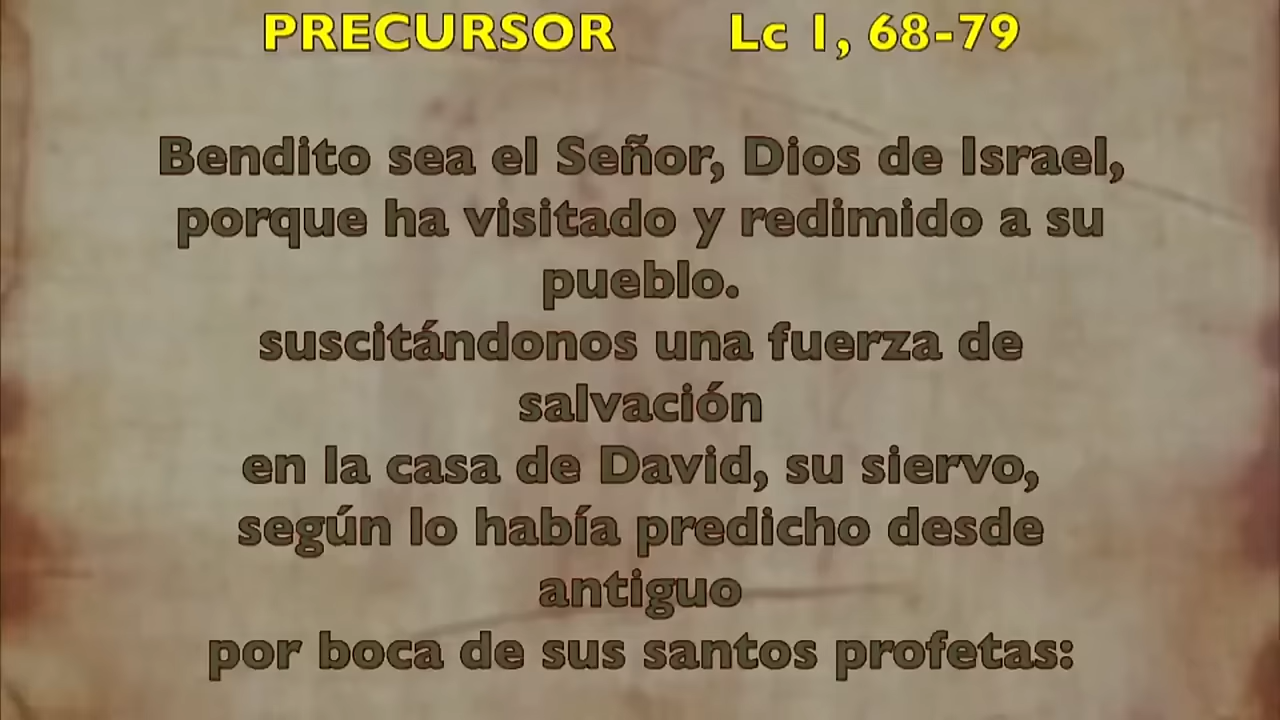 PRECURSOR Lc 1, 68-79
Bendito sea el Señor, Dios de Israel,
porque ha visitado y redimido a su
pueblo.
suscitándonos una fuerza de
salvación
en la casa de David, su siervo,
según lo había predicho desde
antiguo
por boca de sus santos profetas: